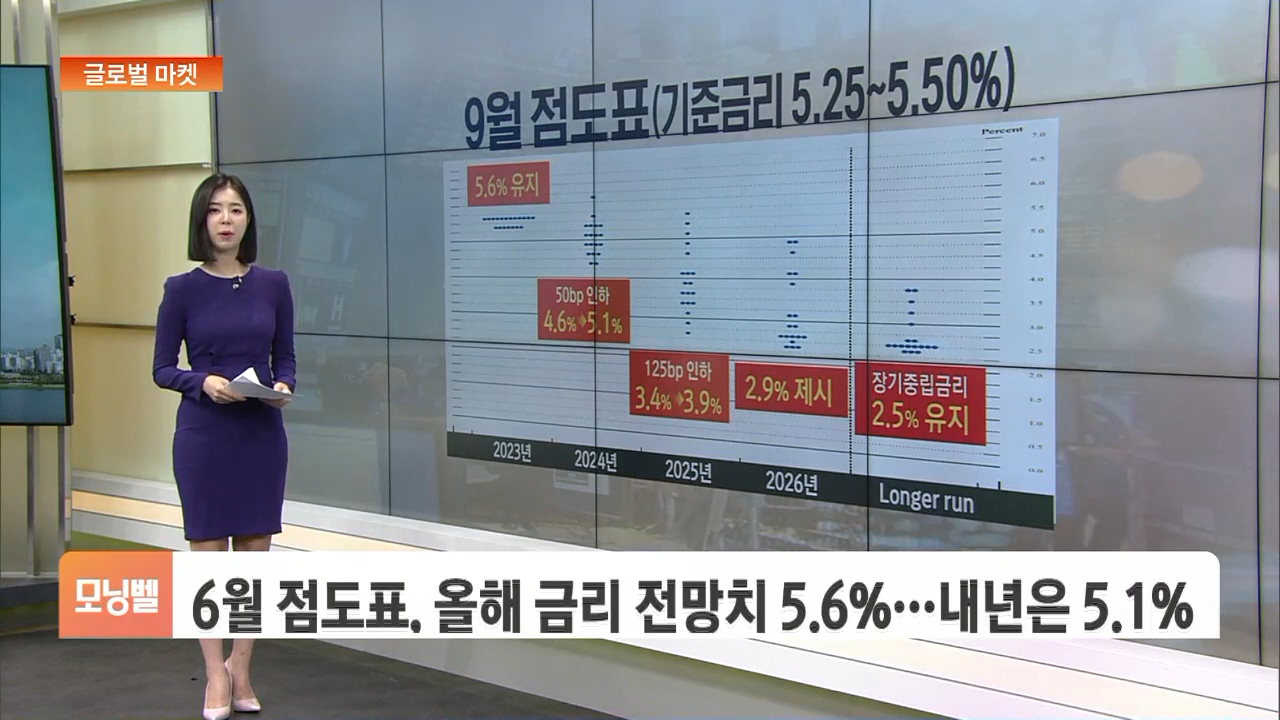 글로벌 마켓
9월 점도표(기준금리 5.25~5.50%)
Percent
7.0
6.5
6.0
5.5
5.0
4.5
4.0
3.5
3.0
2.5
2.0
1.5
1.0
0.5
0.0
5.6% 유지
50bp 인하
4.6% 5.1%
125bp 인하
3.4% 3.9%
2.9% 제시
장기중립금리
2.5% 유지
2023년
2024년
2025년
2026년
Longer run
모닝벨
6월 점도표, 올해 금리 전망치 5.6%…내년은 5.1%